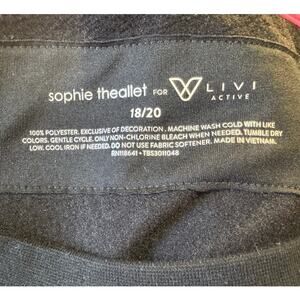 sophie theallet FOR LIVI
ACTIVE
18/20
100% POLYESTER. EXCLUSIVE OF DECORATION. MACHINE WASH COLD WITH LIKE
COLORS. GENTLE CYCLE. ONLY NON-CHLORINE BLEACH WHEN NEEDED. TUMBLE DRY
LOW. COOL IRON IF NEEDED. DO NOT USE FABRIC SOFTENER. MADE IN VIETNAM.
RN118641 • TBS3011048